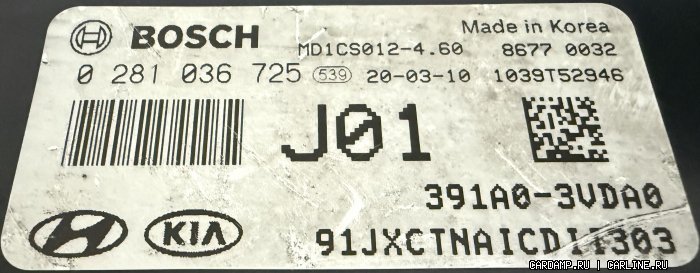 BOSCH
MD1CS012-4.60
Made in Korea
8677 0032
0 281 036 725 539 20-03-10 1039T52946
J01
391A0-3VDA0
KIA
91JXCTNAICDIT303
CARDAMP.RU | CARLINE.RU